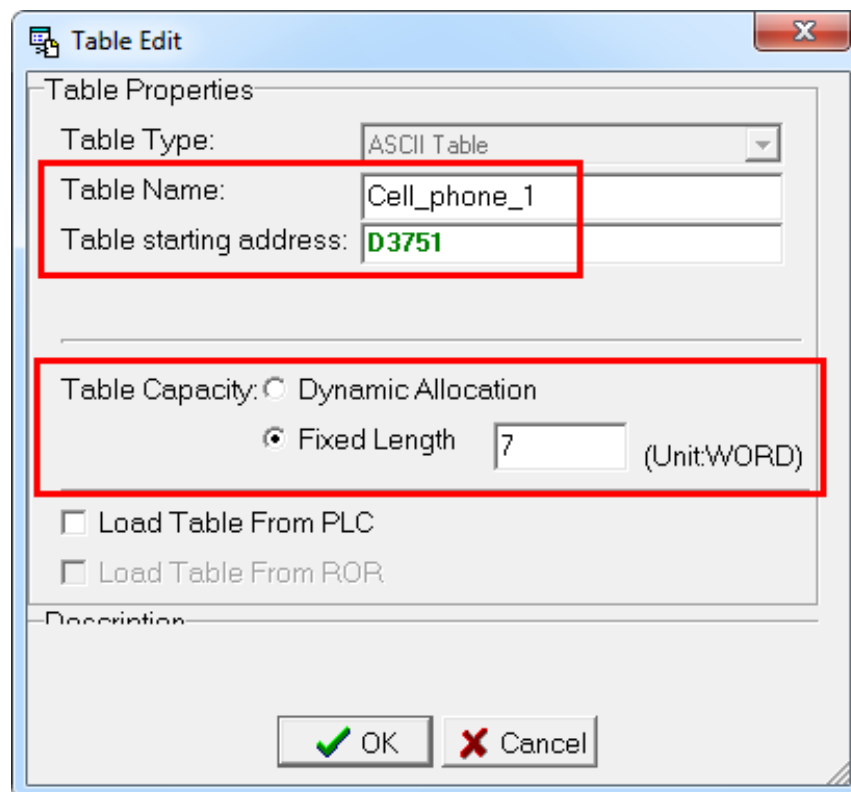 Table Edit
Table Properties
Table Type: ASCII Table
Table Name: Cell_phone_1
Table starting address: D3751
Table Capacity: Dynamic Allocation
Fixed Length 7 (Unit:WORD)
Load Table From PLC
Load Table From ROR
Description
OK Cancel